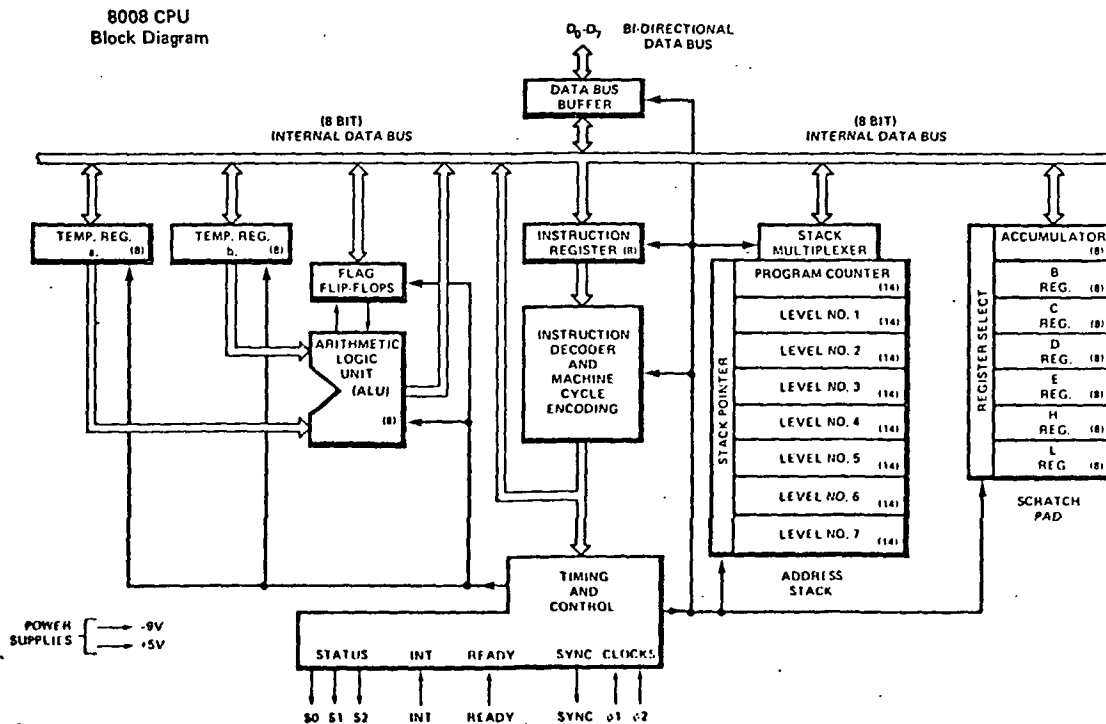 8008 CPU
Block Diagram
D0-D7 BI-DIRECTIONAL
DATA BUS
DATA BUS
BUFFER
(8 BIT)
INTERNAL DATA BUS
(8 BIT)
INTERNAL DATA BUS
TEMP. REG.
a. (8)
TEMP. REG.
b. (8)
FLAG
FLIP-FLOPS
ARITHMETIC
LOGIC
UNIT
(ALU)
(8)
INSTRUCTION
REGISTER (8)
INSTRUCTION
DECODER
AND
MACHINE
CYCLE
ENCODING
STACK
MULTIPLEXER
STACK POINTER
PROGRAM COUNTER
(14)
LEVEL NO. 1
(14)
LEVEL NO. 2
(14)
LEVEL NO. 3
(14)
LEVEL NO. 4
(14)
LEVEL NO. 5
(14)
LEVEL NO. 6
(14)
LEVEL NO. 7
(14)
ADDRESS
STACK
REGISTER SELECT
ACCUMULATOR
(8)
B
REG. (8)
C
REG. (8)
D
REG. (8)
E
REG. (8)
H
REG. (8)
L
REG (8)
SCRATCH
PAD
TIMING
AND
CONTROL
POWER
SUPPLIES
-9V
+5V
STATUS INT READY SYNC CLOCKS
S0 S1 S2 INT READY SYNC φ1 φ2